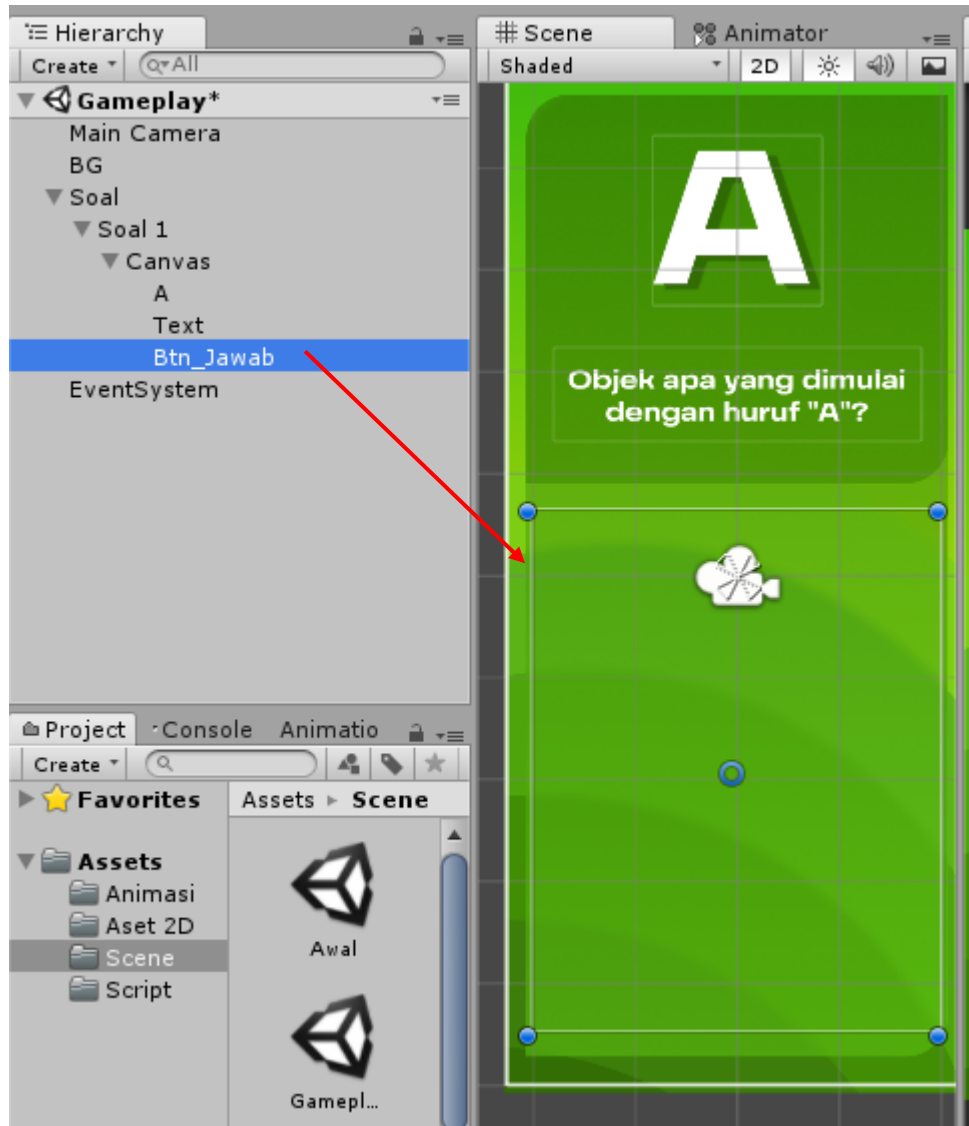 Hierarchy
Create
All
Gameplay*
Main Camera
BG
Soal
Soal 1
Canvas
A
Text
Btn_Jawab
EventSystem
Project
Console
Animatio
Create
Favorites
Assets
Animasi
Aset 2D
Scene
Script
Assets
Scene
Awal
Gamepl...
Scene
Animator
Shaded
2D
A
Objek apa yang dimulai
dengan huruf "A"?